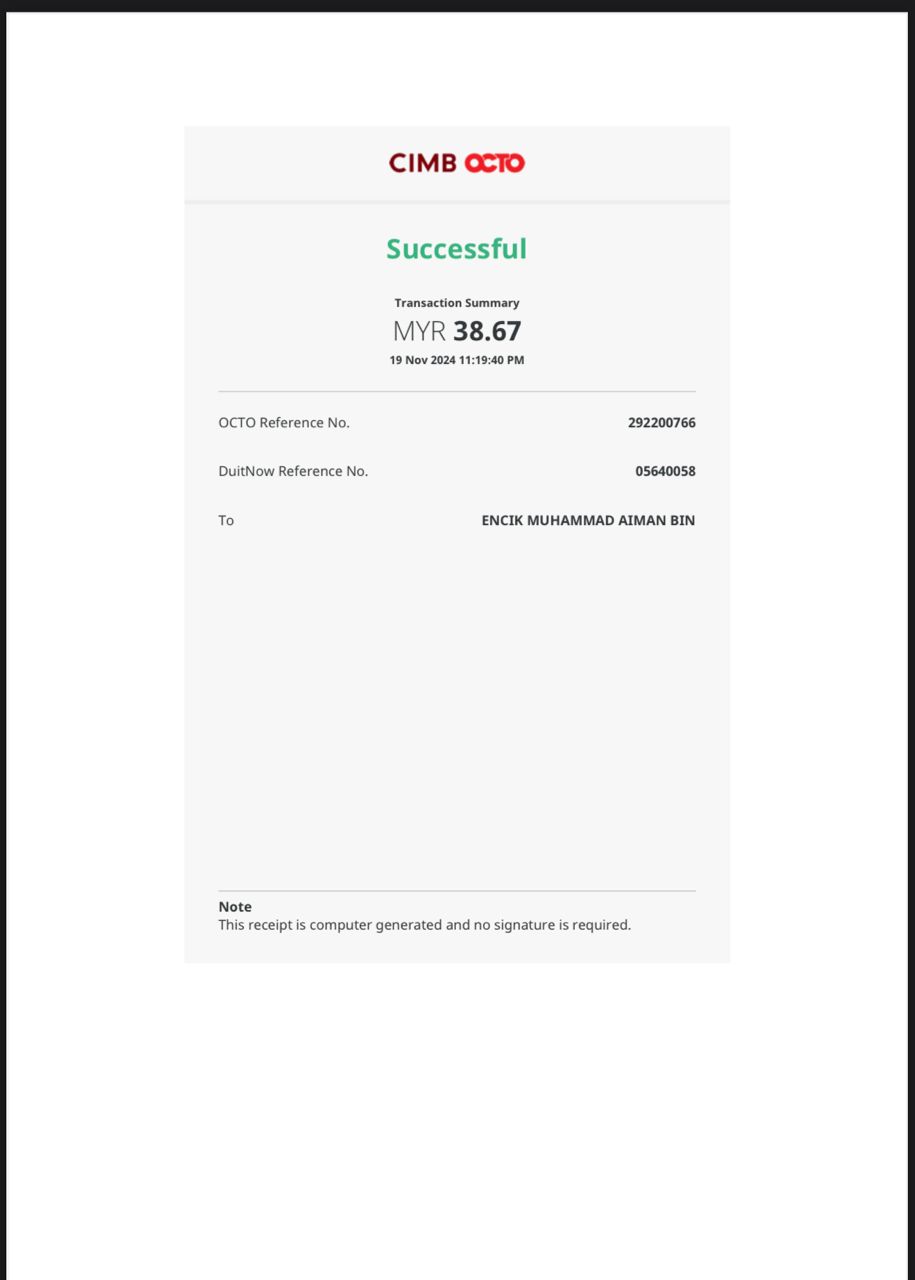 CIMB OCTO
Successful
Transaction Summary
MYR 38.67
19 Nov 2024 11:19:40 PM
OCTO Reference No. 292200766
DuitNow Reference No. 05640058
To ENCIK MUHAMMAD AIMAN BIN
Note
This receipt is computer generated and no signature is required.